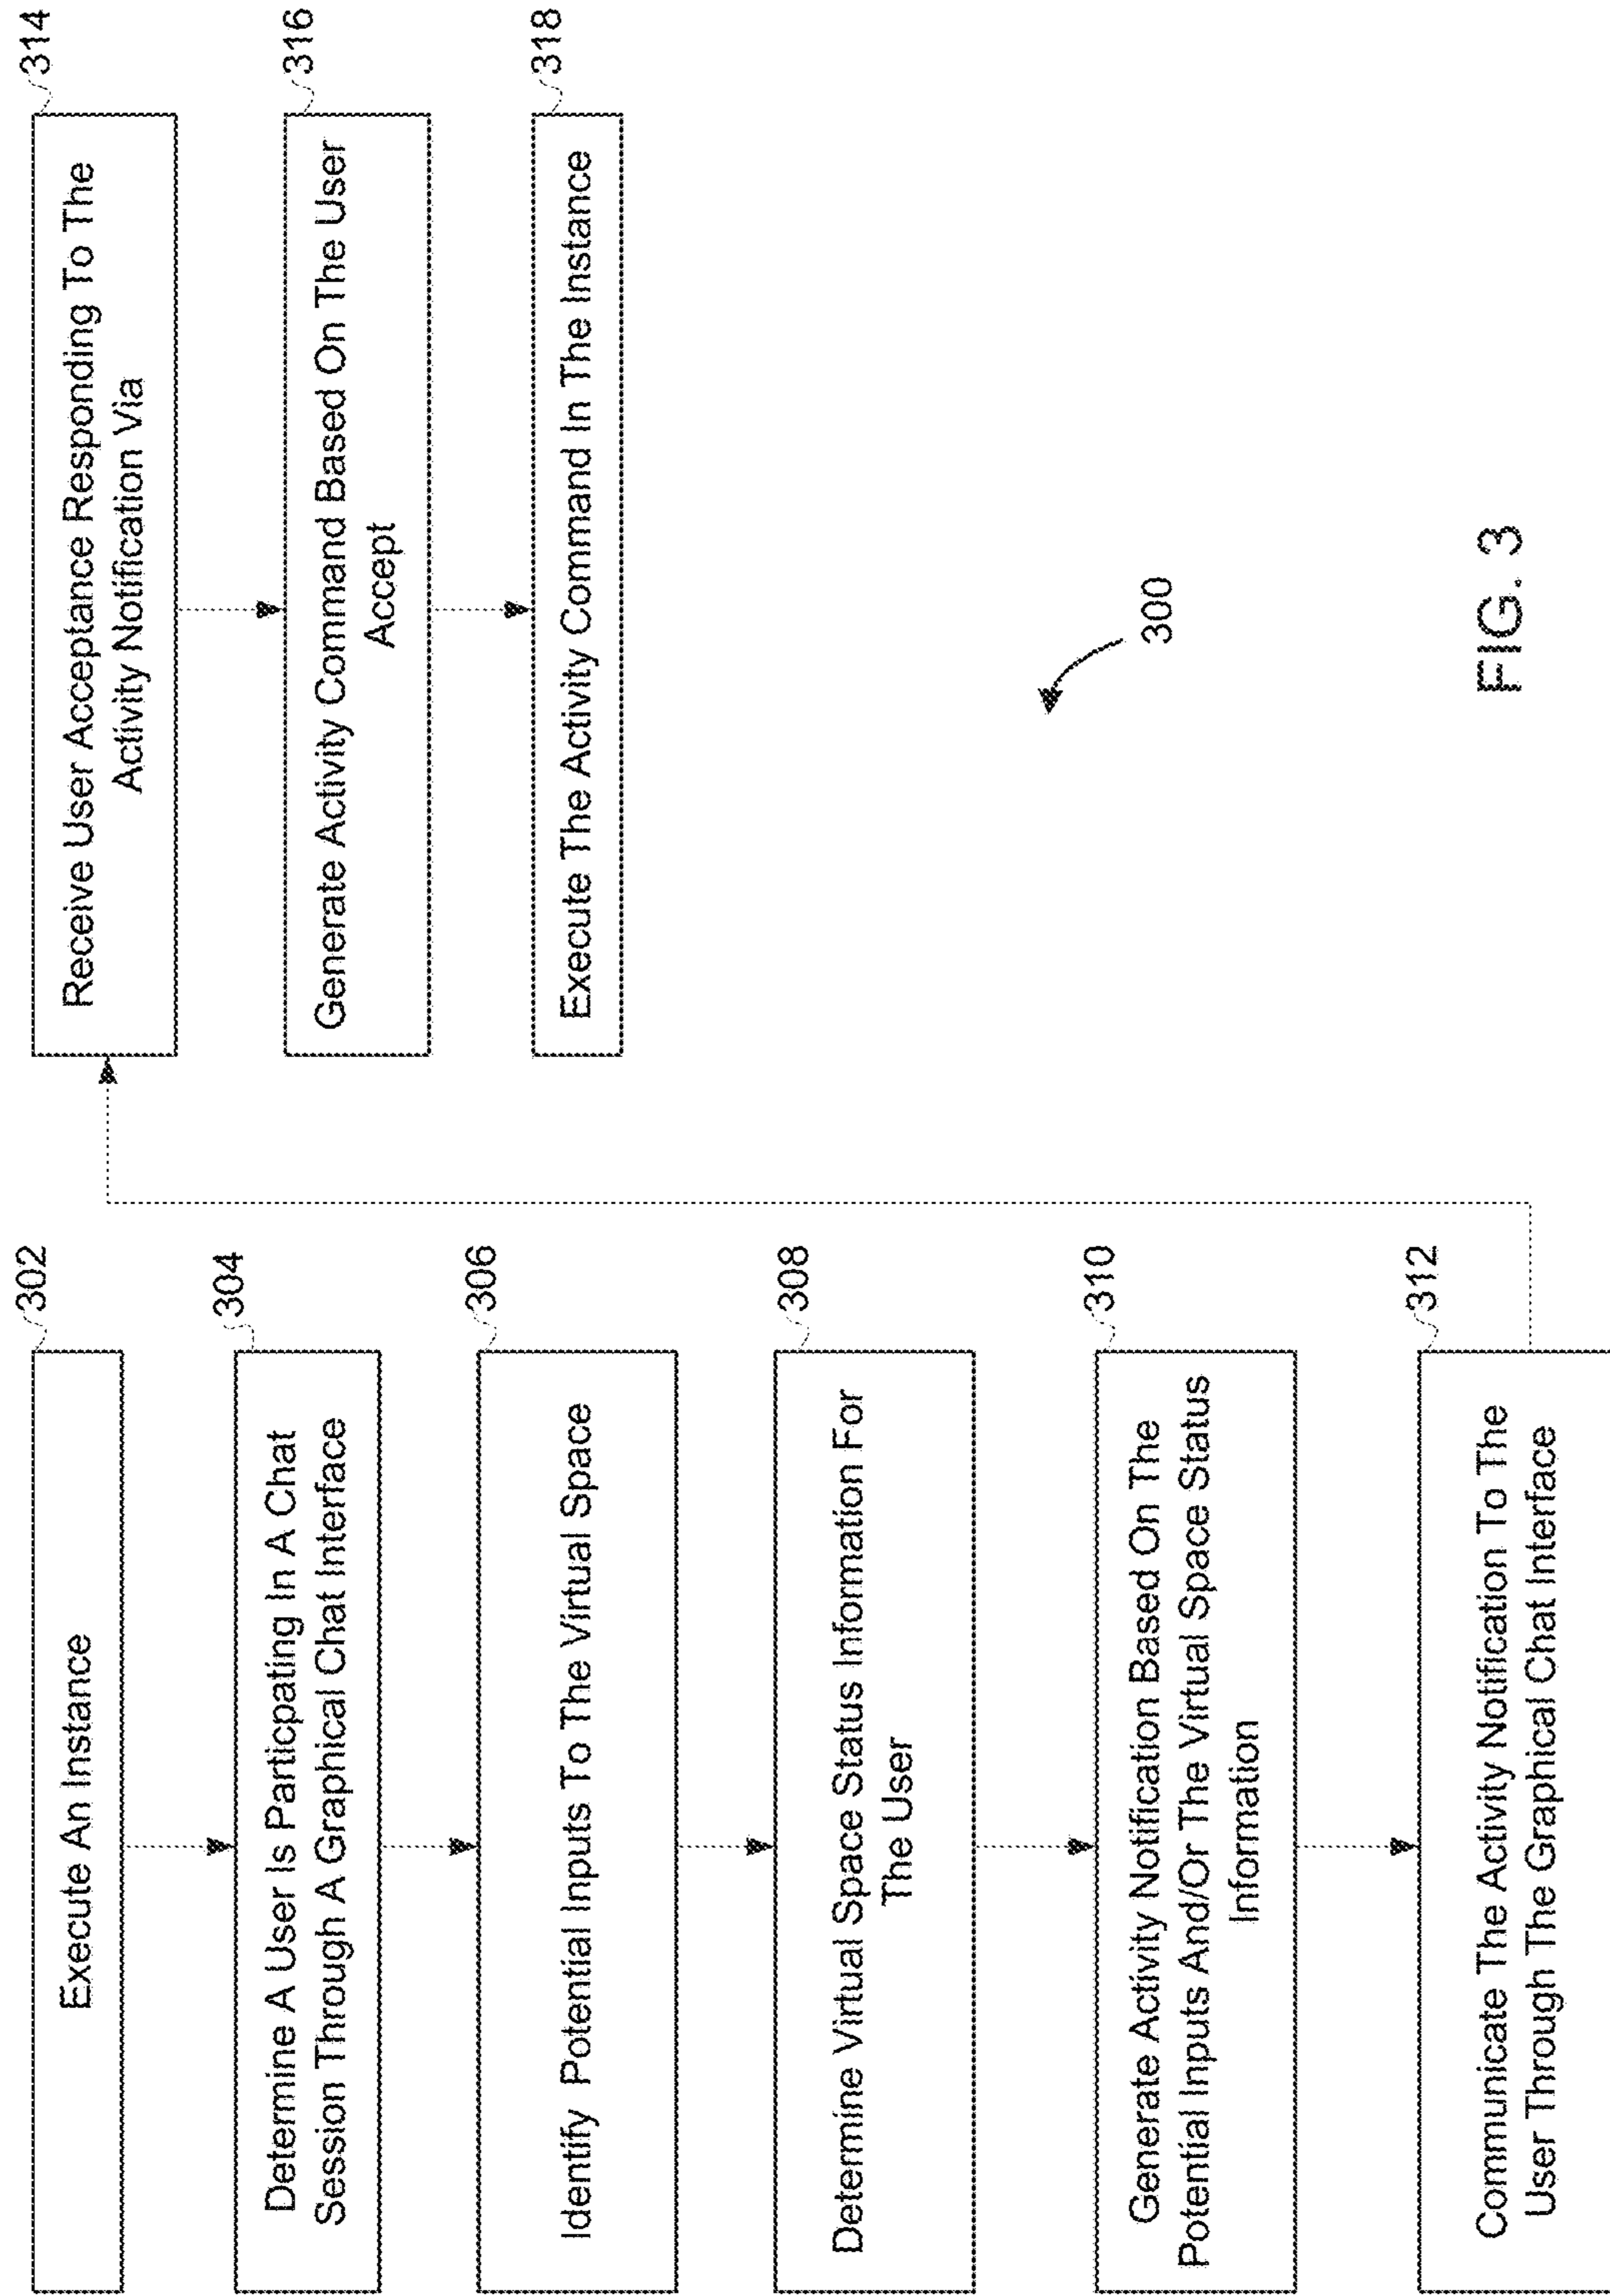 302
Execute An Instance
304
Determine A User Is Particpating In A Chat
Session Through A Graphical Chat Interface
306
Identify Potential Inputs To The Virtual Space
308
Determine Virtual Space Status Information For
The User
310
Generate Activity Notification Based On The
Potential Inputs And/Or The Virtual Space Status
Information
312
Communicate The Activity Notification To The
User Through The Graphical Chat Interface
314
Receive User Acceptance Responding To The
Activity Notification Via
316
Generate Activity Command Based On The User
Accept
318
Execute The Activity Command In The Instance
300
FIG. 3